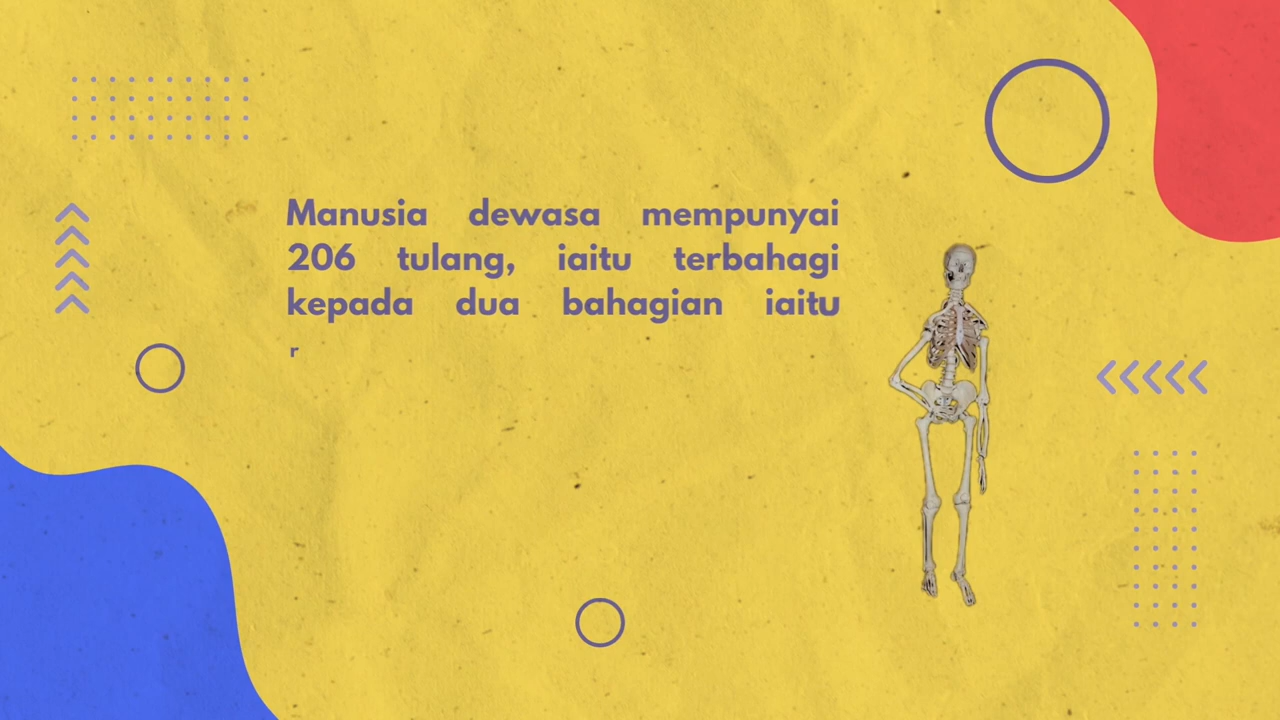 Manusia dewasa mempunyai
206 tulang, iaitu terbahagi
kepada dua bahagian iaitu
r